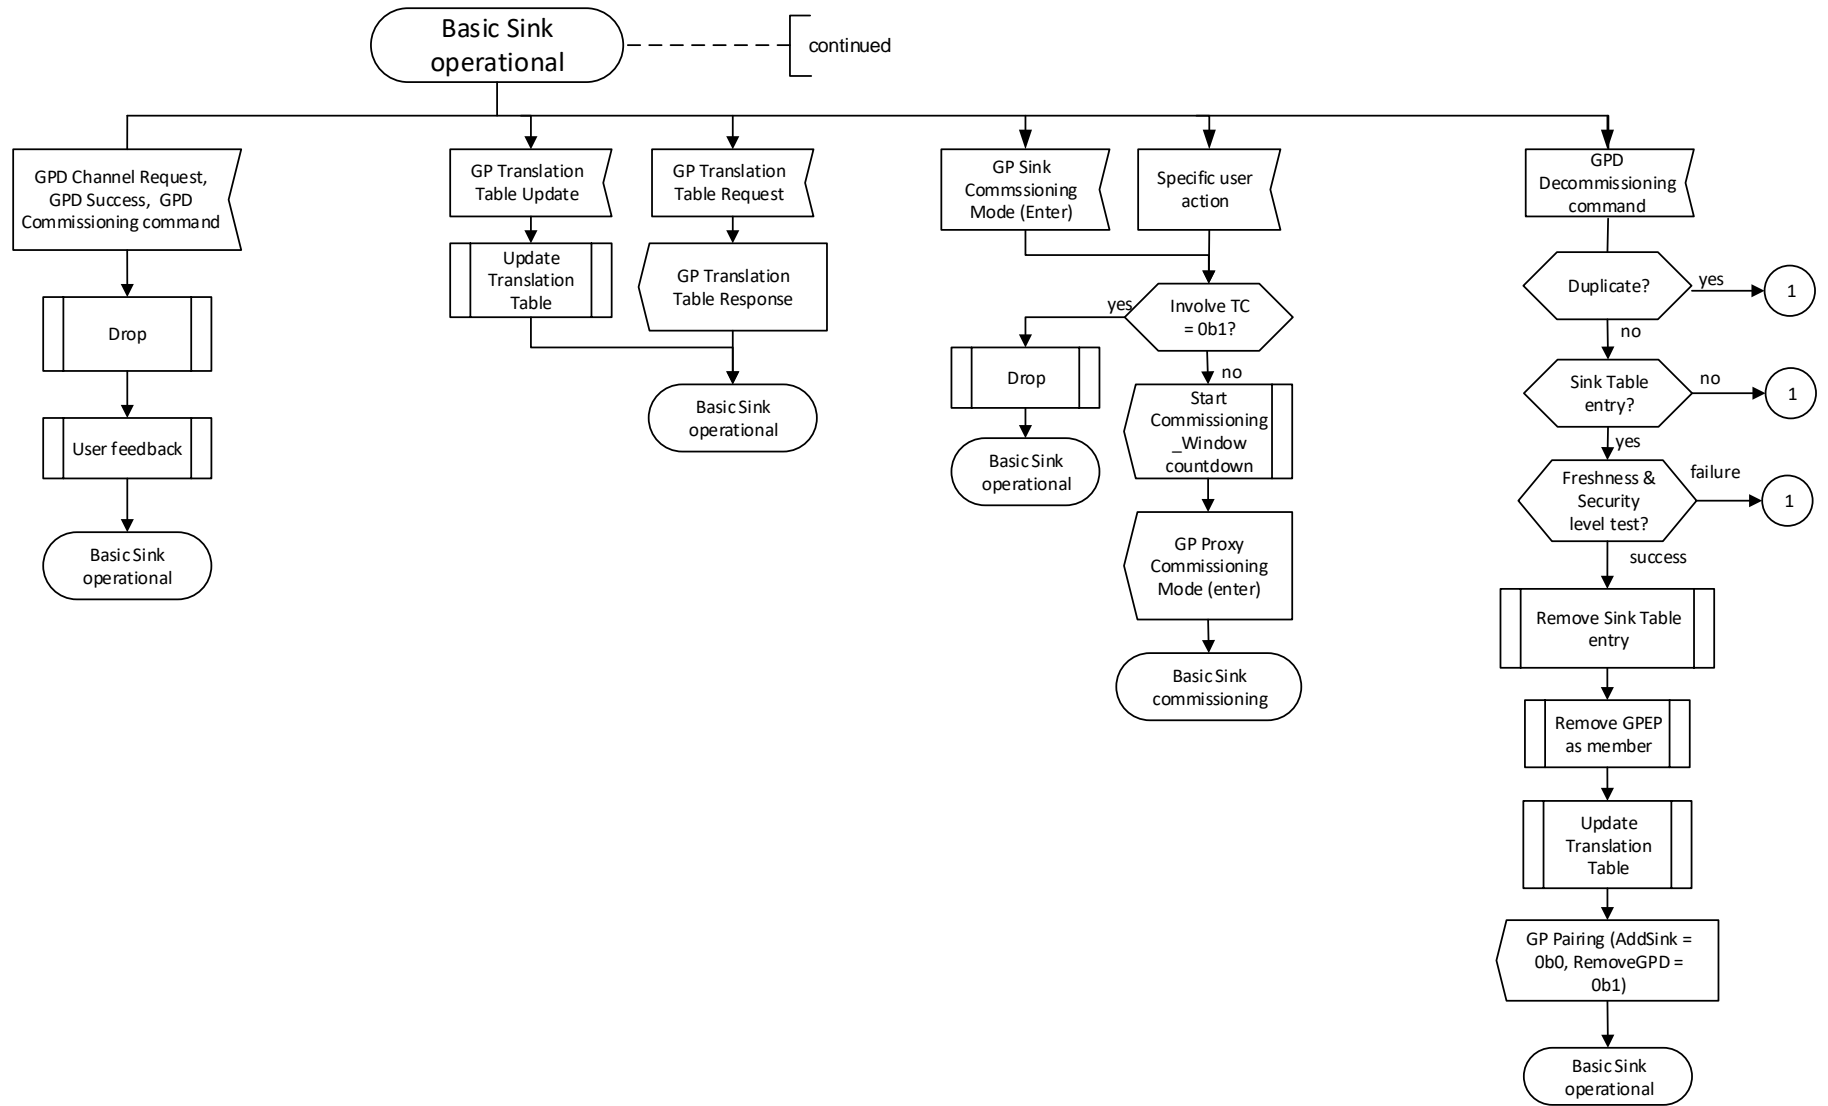 Basic Sink
operational
continued
GPD Channel Request,
GPD Success, GPD
Commissioning command
Drop
User feedback
Basic Sink
operational
GP Translation
Table Update
Update
Translation
Table
GP Translation
Table Request
GP Translation
Table Response
Basic Sink
operational
GP Sink
Commssioning
Mode (Enter)
Specific user
action
Involve TC
= 0b1?
yes
Drop
Basic Sink
operational
no
Start
Commissioning
_Window
countdown
GP Proxy
Commissioning
Mode (enter)
Basic Sink
commissioning
GPD
Decommissioning
command
Duplicate?
yes
1
no
Sink Table
entry?
no
1
yes
Freshness &
Security
level test?
failure
1
success
Remove Sink Table
entry
Remove GPEP
as member
Update
Translation
Table
GP Pairing (AddSink =
0b0, RemoveGPD =
0b1)
Basic Sink
operational